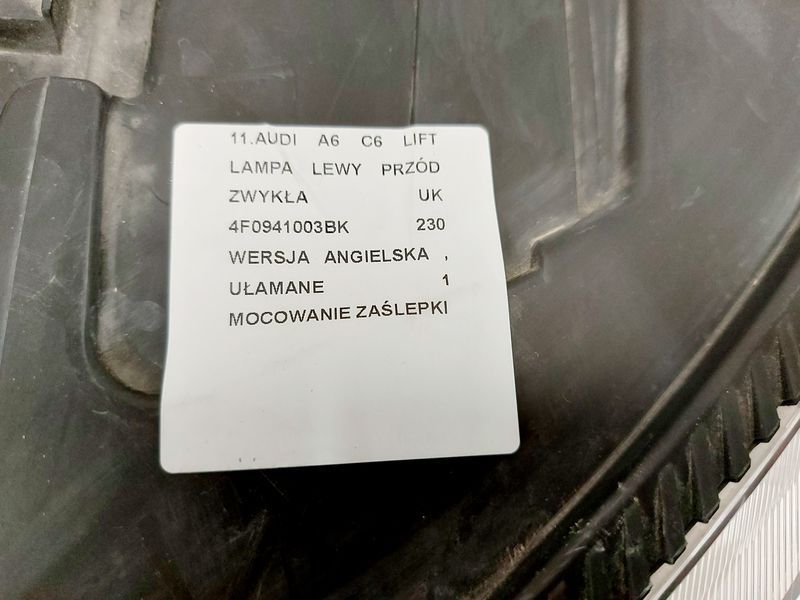 11.AUDI A6 C6 LIFT
LAMPA LEWY PRZÓD
ZWYKŁA UK
4F0941003BK 230
WERSJA ANGIELSKA ,
UŁAMANE 1
MOCOWANIE ZAŚLEPKI